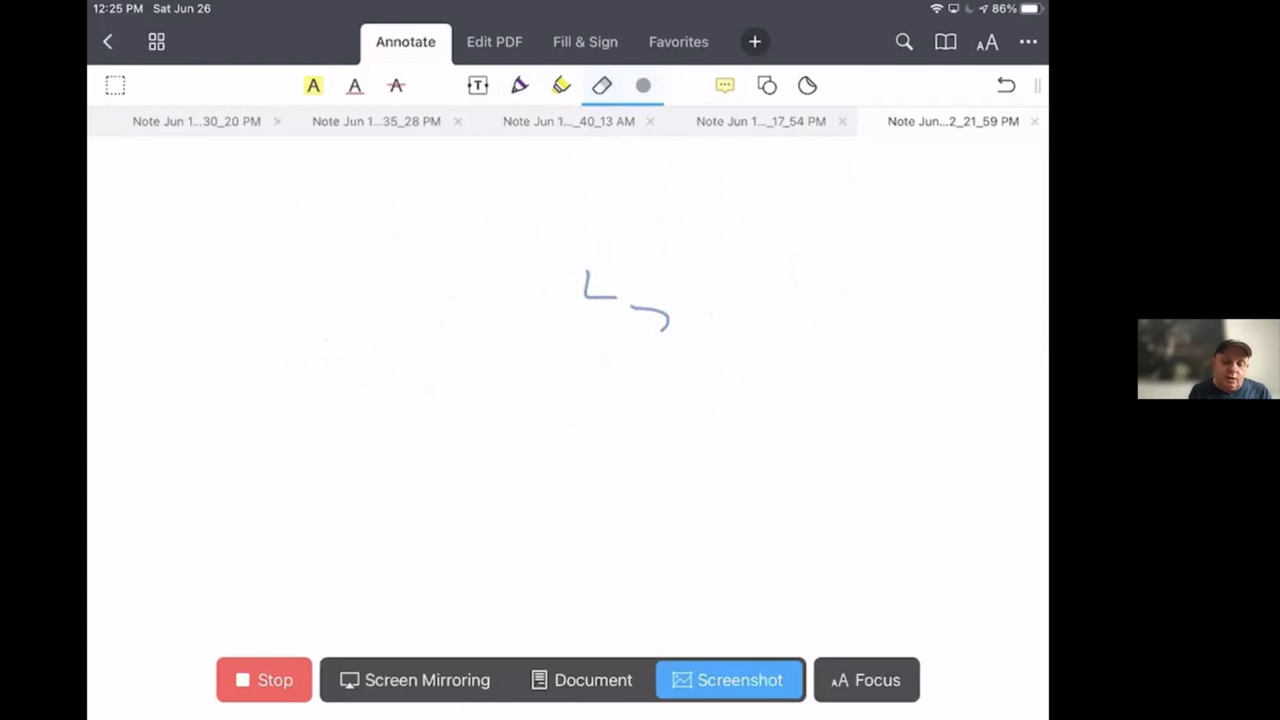 12:25 PM Sat Jun 26 86%
Annotate Edit PDF Fill & Sign Favorites AA
A A A T
Note Jun 1...30_20 PM Note Jun 1...35_28 PM Note Jun 1..._40_13 AM Note Jun 1..._17_54 PM Note Jun...2_21_59 PM
Stop Screen Mirroring Document Screenshot AA Focus